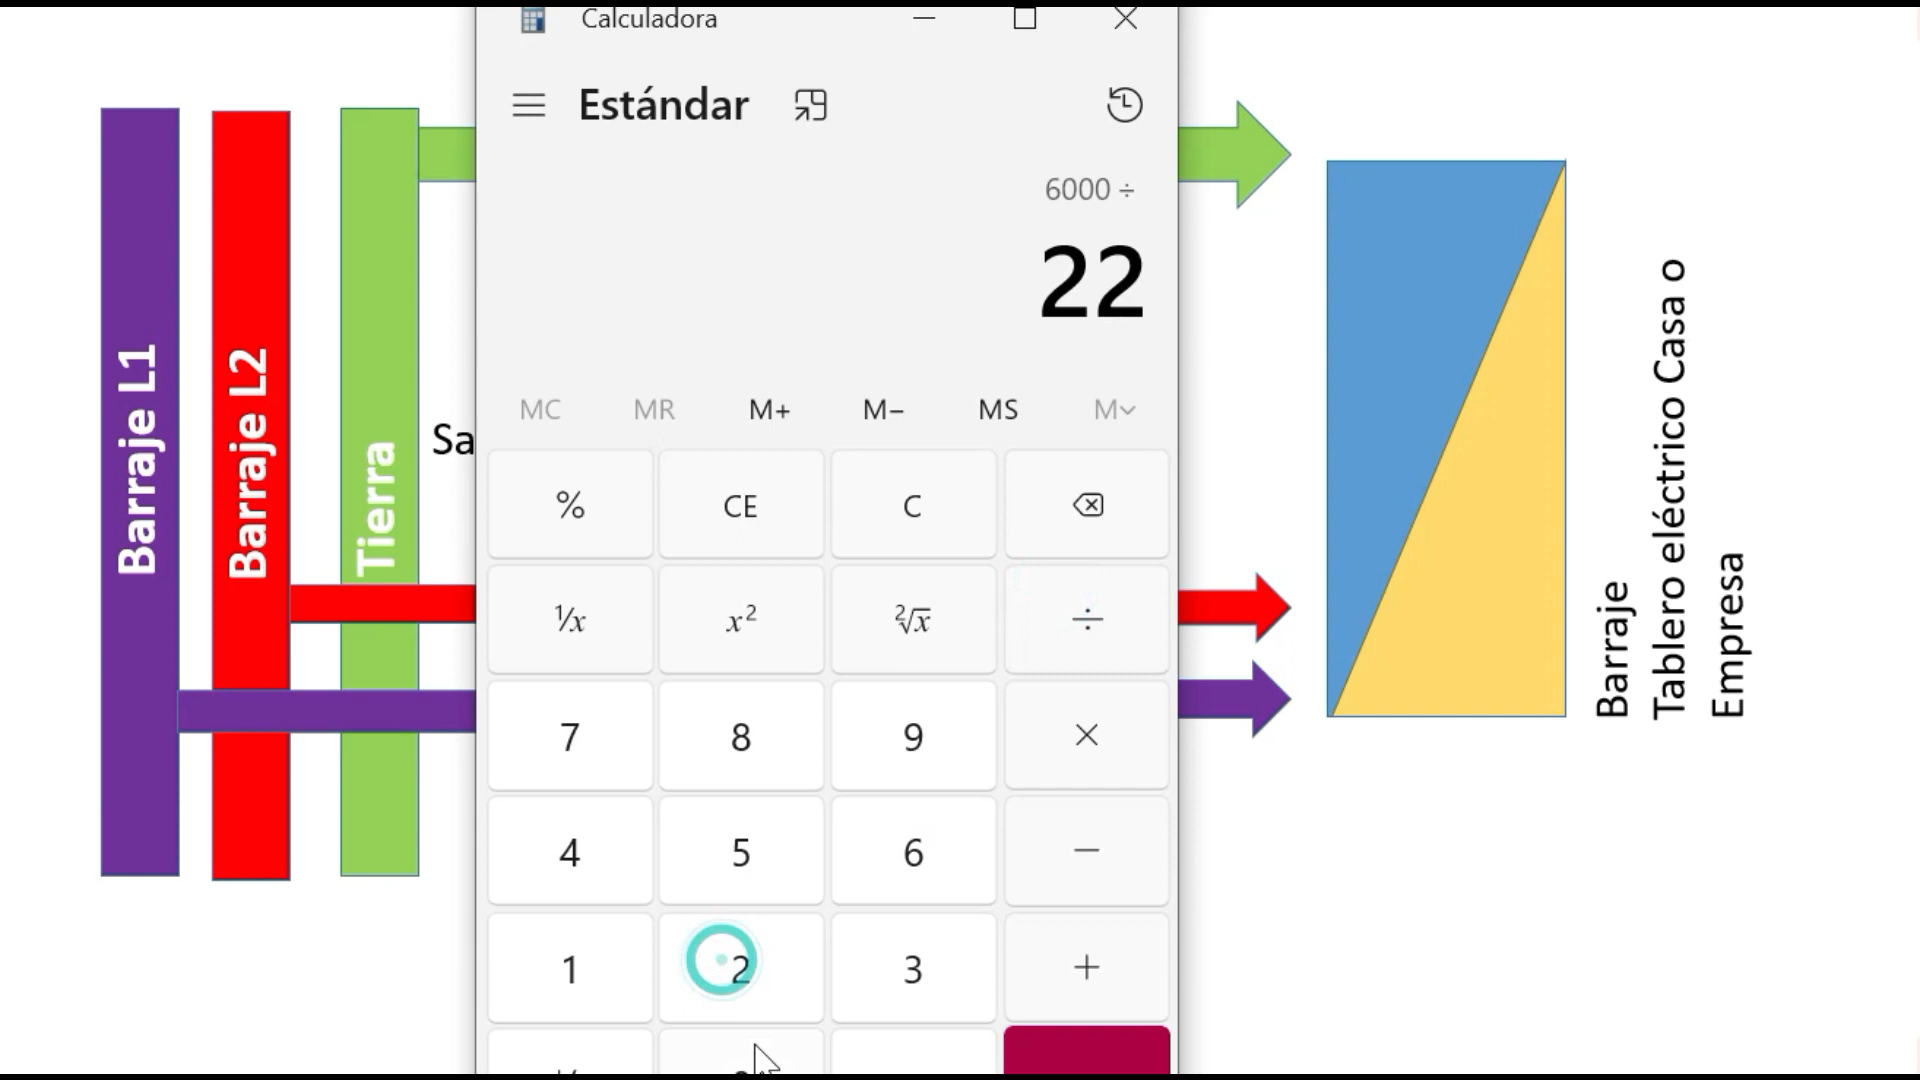 Calculadora
Estándar
6000 ÷
22
MC MR M+ M− MS M
% CE C
⅟x x² ²√x ÷
7 8 9 ×
4 5 6 −
1 2 3 +
Barraje L1
Barraje L2
Tierra
Sa
Barraje
Tablero eléctrico Casa o
Empresa